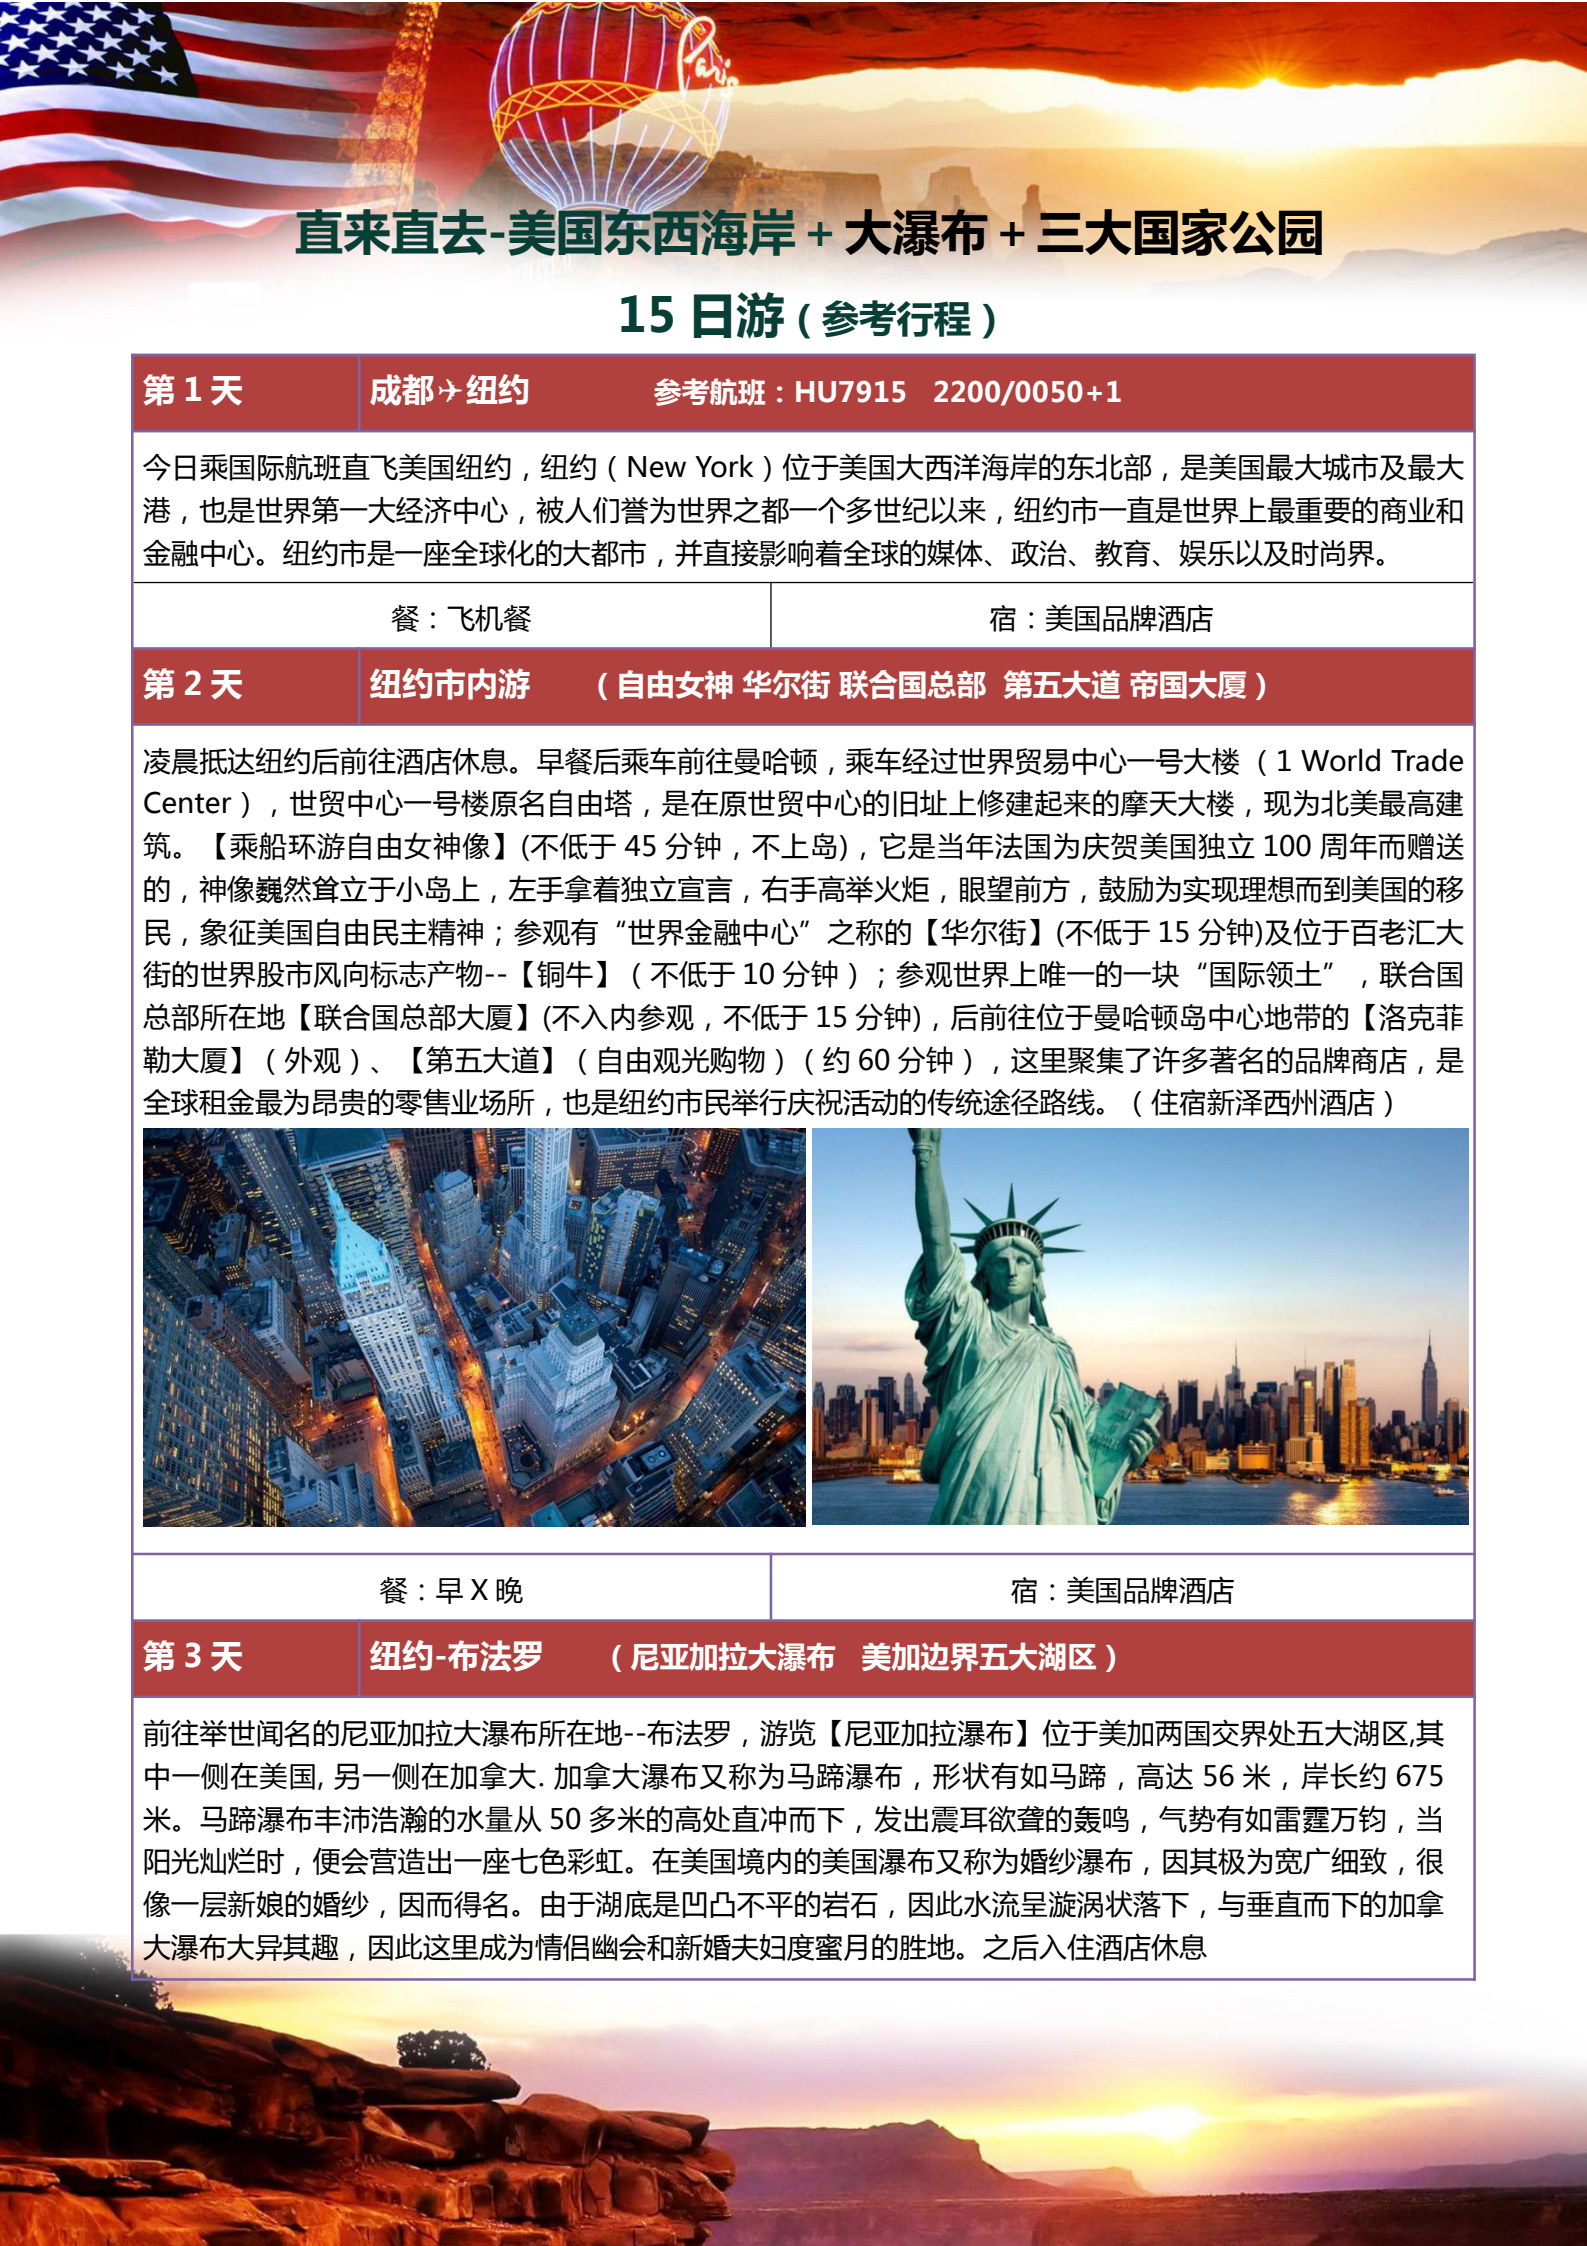 Paris
直来直去-美国东西海岸+大瀑布+三大国家公园
15 日游（参考行程）
第 1 天 成都✈纽约 参考航班：HU7915 2200/0050+1
今日乘国际航班直飞美国纽约，纽约（New York）位于美国大西洋海岸的东北部，是美国最大城市及最大
港，也是世界第一大经济中心，被人们誉为世界之都一个多世纪以来，纽约市一直是世界上最重要的商业和
金融中心。纽约市是一座全球化的大都市，并直接影响着全球的媒体、政治、教育、娱乐以及时尚界。
餐：飞机餐 宿：美国品牌酒店
第 2 天 纽约市内游 （自由女神 华尔街 联合国总部 第五大道 帝国大厦）
凌晨抵达纽约后前往酒店休息。早餐后乘车前往曼哈顿，乘车经过世界贸易中心一号大楼（1 World Trade
Center），世贸中心一号楼原名自由塔，是在原世贸中心的旧址上修建起来的摩天大楼，现为北美最高建
筑。【乘船环游自由女神像】(不低于 45 分钟，不上岛)，它是当年法国为庆贺美国独立 100 周年而赠送
的，神像巍然耸立于小岛上，左手拿着独立宣言，右手高举火炬，眼望前方，鼓励为实现理想而到美国的移
民，象征美国自由民主精神；参观有“世界金融中心”之称的【华尔街】(不低于 15 分钟)及位于百老汇大
街的世界股市风向标志产物--【铜牛】（不低于 10 分钟）；参观世界上唯一的一块“国际领土”，联合国
总部所在地【联合国总部大厦】(不入内参观，不低于 15 分钟)，后前往位于曼哈顿岛中心地带的【洛克菲
勒大厦】（外观）、【第五大道】（自由观光购物）（约 60 分钟），这里聚集了许多著名的品牌商店，是
全球租金最为昂贵的零售业场所，也是纽约市民举行庆祝活动的传统途径路线。（住宿新泽西州酒店）
餐：早 X 晚 宿：美国品牌酒店
第 3 天 纽约-布法罗 （尼亚加拉大瀑布 美加边界五大湖区）
前往举世闻名的尼亚加拉大瀑布所在地--布法罗，游览【尼亚加拉瀑布】位于美加两国交界处五大湖区,其
中一侧在美国, 另一侧在加拿大. 加拿大瀑布又称为马蹄瀑布，形状有如马蹄，高达 56 米，岸长约 675
米。马蹄瀑布丰沛浩瀚的水量从 50 多米的高处直冲而下，发出震耳欲聋的轰鸣，气势有如雷霆万钧，当
阳光灿烂时，便会营造出一座七色彩虹。在美国境内的美国瀑布又称为婚纱瀑布，因其极为宽广细致，很
像一层新娘的婚纱，因而得名。由于湖底是凹凸不平的岩石，因此水流呈漩涡状落下，与垂直而下的加拿
大瀑布大异其趣，因此这里成为情侣幽会和新婚夫妇度蜜月的胜地。之后入住酒店休息